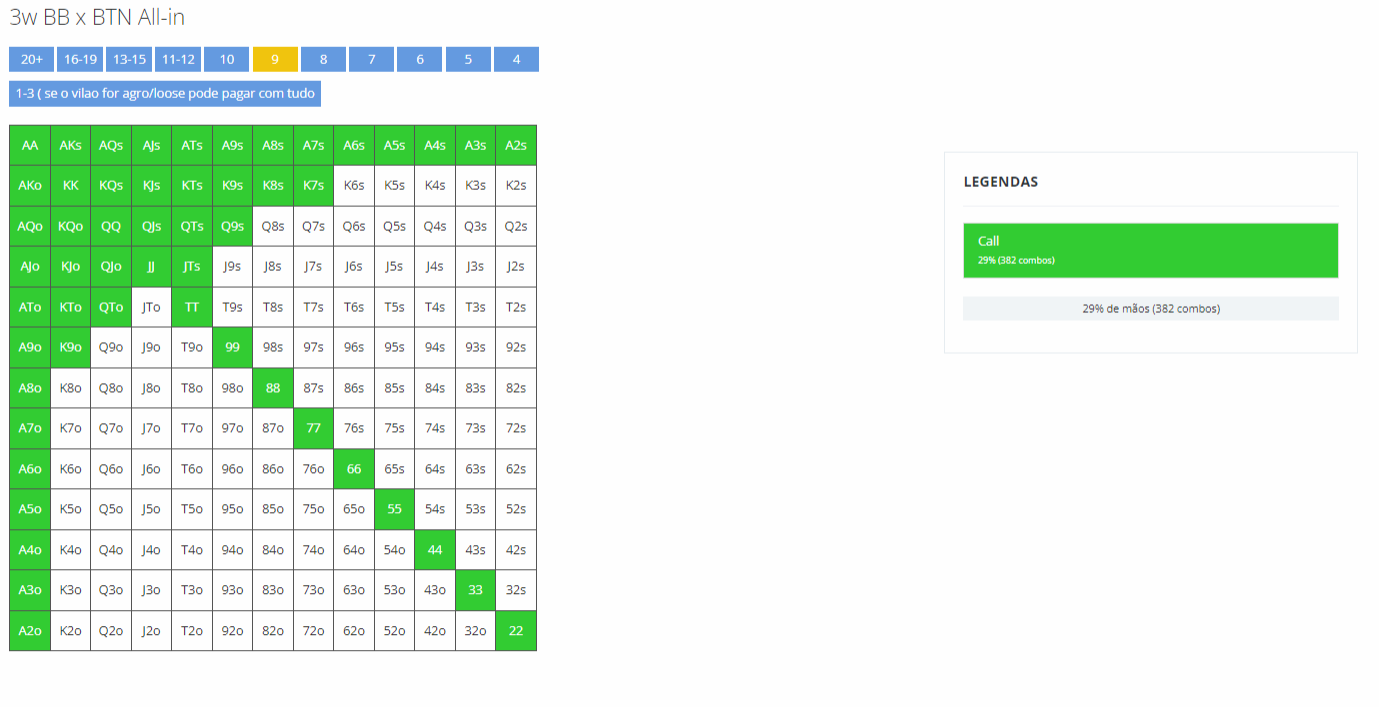 3w BB x BTN All-in
20+ 16-19 13-15 11-12 10 9 8 7 6 5 4
1-3 ( se o vilao for agro/loose pode pagar com tudo
AA AKs AQs AJs ATs A9s A8s A7s A6s A5s A4s A3s A2s
AKo KK KQs KJs KTs K9s K8s K7s K6s K5s K4s K3s K2s
AQo KQo QQ QJs QTs Q9s Q8s Q7s Q6s Q5s Q4s Q3s Q2s
AJo KJo QJo JJ JTs J9s J8s J7s J6s J5s J4s J3s J2s
ATo KTo QTo JTo TT T9s T8s T7s T6s T5s T4s T3s T2s
A9o K9o Q9o J9o T9o 99 98s 97s 96s 95s 94s 93s 92s
A8o K8o Q8o J8o T8o 98o 88 87s 86s 85s 84s 83s 82s
A7o K7o Q7o J7o T7o 97o 87o 77 76s 75s 74s 73s 72s
A6o K6o Q6o J6o T6o 96o 86o 76o 66 65s 64s 63s 62s
A5o K5o Q5o J5o T5o 95o 85o 75o 65o 55 54s 53s 52s
A4o K4o Q4o J4o T4o 94o 84o 74o 64o 54o 44 43s 42s
A3o K3o Q3o J3o T3o 93o 83o 73o 63o 53o 43o 33 32s
A2o K2o Q2o J2o T2o 92o 82o 72o 62o 52o 42o 32o 22
LEGENDAS
Call
29% (382 combos)
29% de mãos (382 combos)